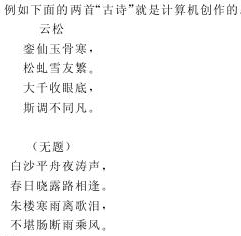 例如下面的两首“古诗”就是计算机创作的.
云松
銮仙玉骨寒，
松虬雪友繁。
大千收眼底，
斯调不同凡。
（无题）
白沙平舟夜涛声，
春日晓露路相逢。
朱楼寒雨离歌泪，
不堪肠断雨乘风。